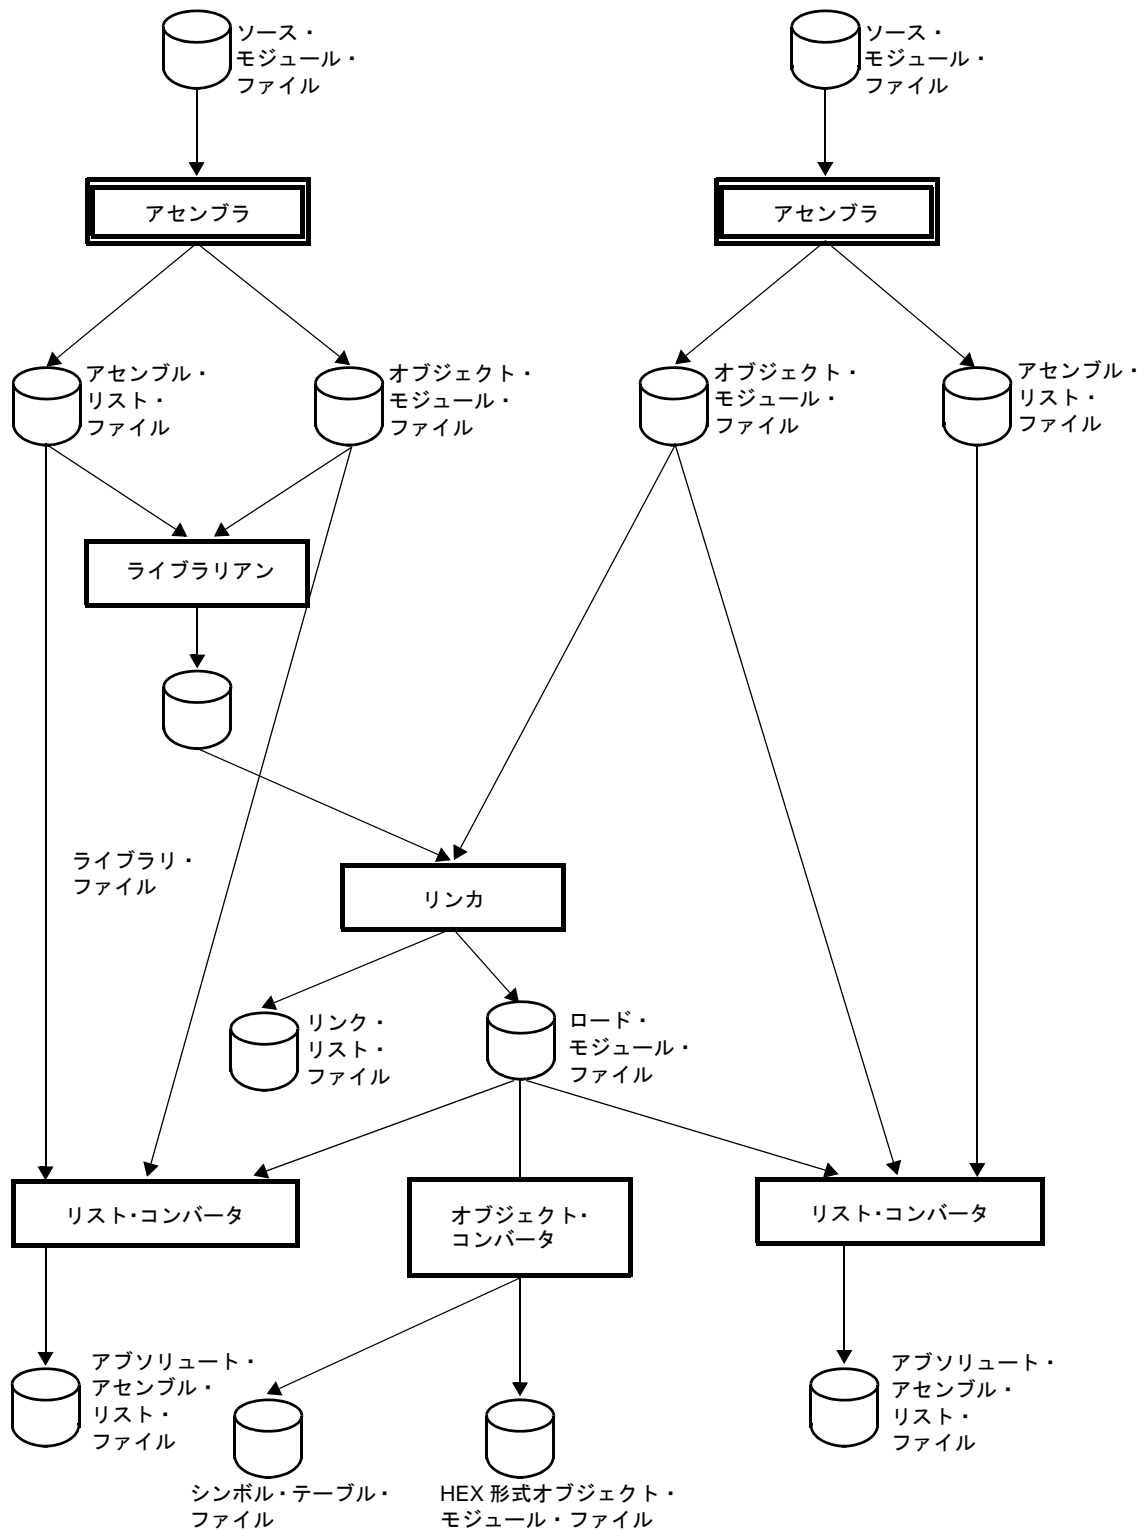 ソース・
モジュール・
ファイル
ソース・
モジュール・
ファイル
アセンブラ
アセンブラ
アセンブル・
リスト・
ファイル
オブジェクト・
モジュール・
ファイル
オブジェクト・
モジュール・
ファイル
アセンブル・
リスト・
ファイル
ライブラリアン
ライブラリ・
ファイル
リンカ
リンク・
リスト・
ファイル
ロード・
モジュール・
ファイル
リスト・コンバータ
オブジェクト・
コンバータ
リスト・コンバータ
アブソリュート・
アセンブル・
リスト・
ファイル
シンボル・テーブル・
ファイル
HEX 形式オブジェクト・
モジュール・ファイル
アブソリュート・
アセンブル・
リスト・
ファイル